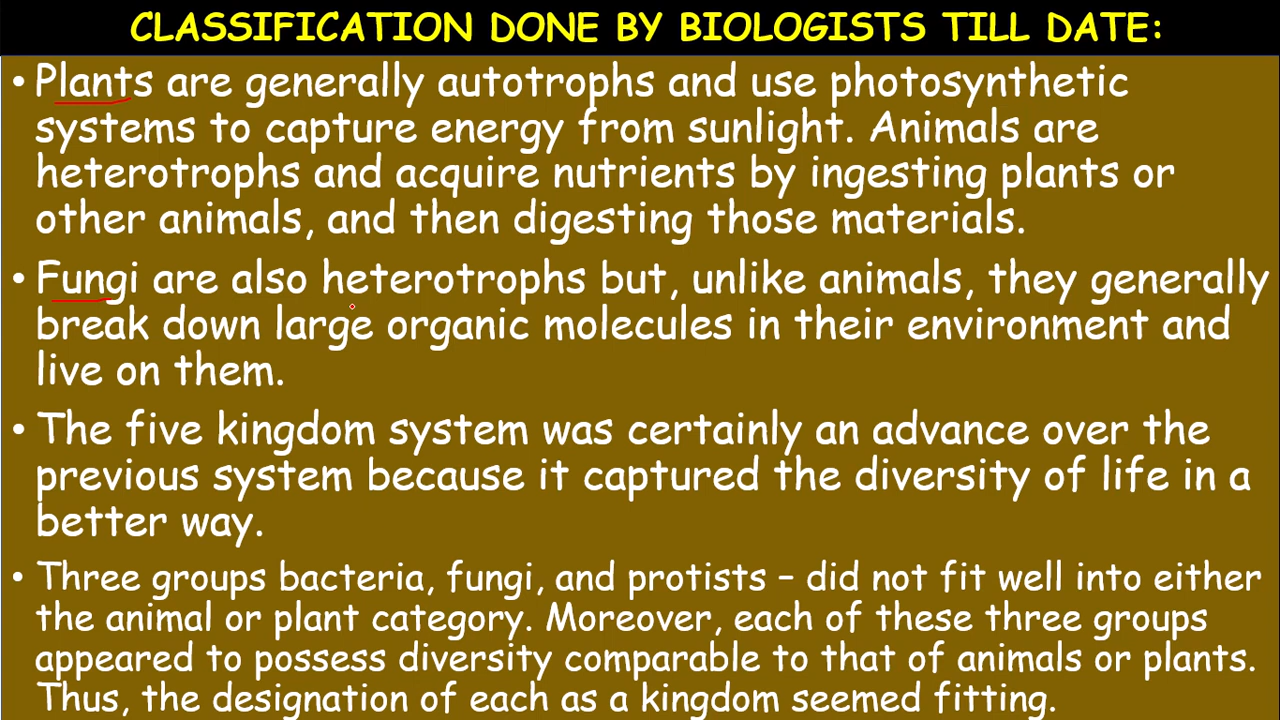 CLASSIFICATION DONE BY BIOLOGISTS TILL DATE:
• Plants are generally autotrophs and use photosynthetic
systems to capture energy from sunlight. Animals are
heterotrophs and acquire nutrients by ingesting plants or
other animals, and then digesting those materials.
• Fungi are also heterotrophs but, unlike animals, they generally
break down large organic molecules in their environment and
live on them.
• The five kingdom system was certainly an advance over the
previous system because it captured the diversity of life in a
better way.
• Three groups bacteria, fungi, and protists – did not fit well into either
the animal or plant category. Moreover, each of these three groups
appeared to possess diversity comparable to that of animals or plants.
Thus, the designation of each as a kingdom seemed fitting.